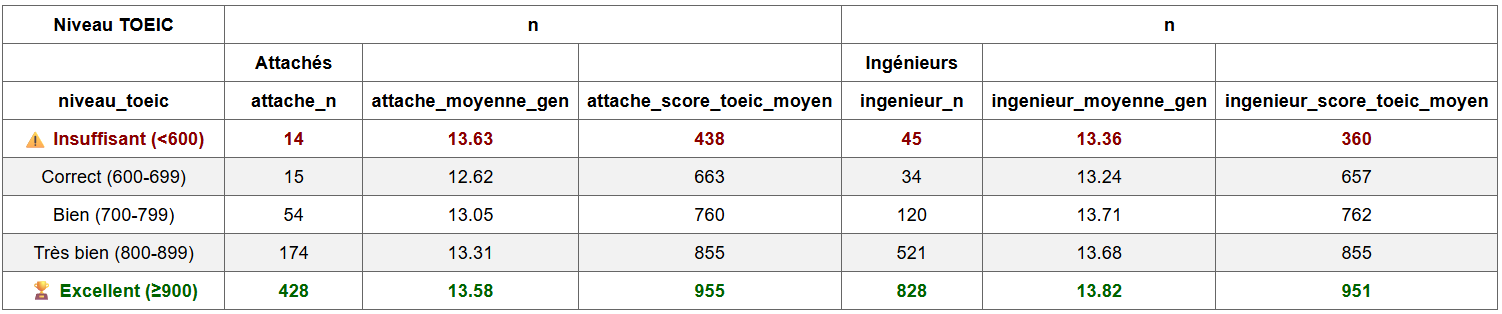 Niveau TOEIC n n
Attachés Ingénieurs
niveau_toeic attache_n attache_moyenne_gen attache_score_toeic_moyen ingenieur_n ingenieur_moyenne_gen ingenieur_score_toeic_moyen
⚠️ Insuffisant (<600) 14 13.63 438 45 13.36 360
Correct (600-699) 15 12.62 663 34 13.24 657
Bien (700-799) 54 13.05 760 120 13.71 762
Très bien (800-899) 174 13.31 855 521 13.68 855
🏆 Excellent (≥900) 428 13.58 955 828 13.82 951